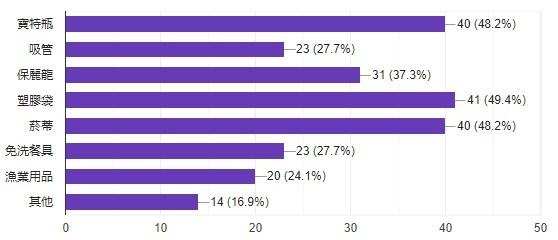 寶特瓶 40 (48.2%)
吸管 23 (27.7%)
保麗龍 31 (37.3%)
塑膠袋 41 (49.4%)
菸蒂 40 (48.2%)
免洗餐具 23 (27.7%)
漁業用品 20 (24.1%)
其他 14 (16.9%)
0 10 20 30 40 50